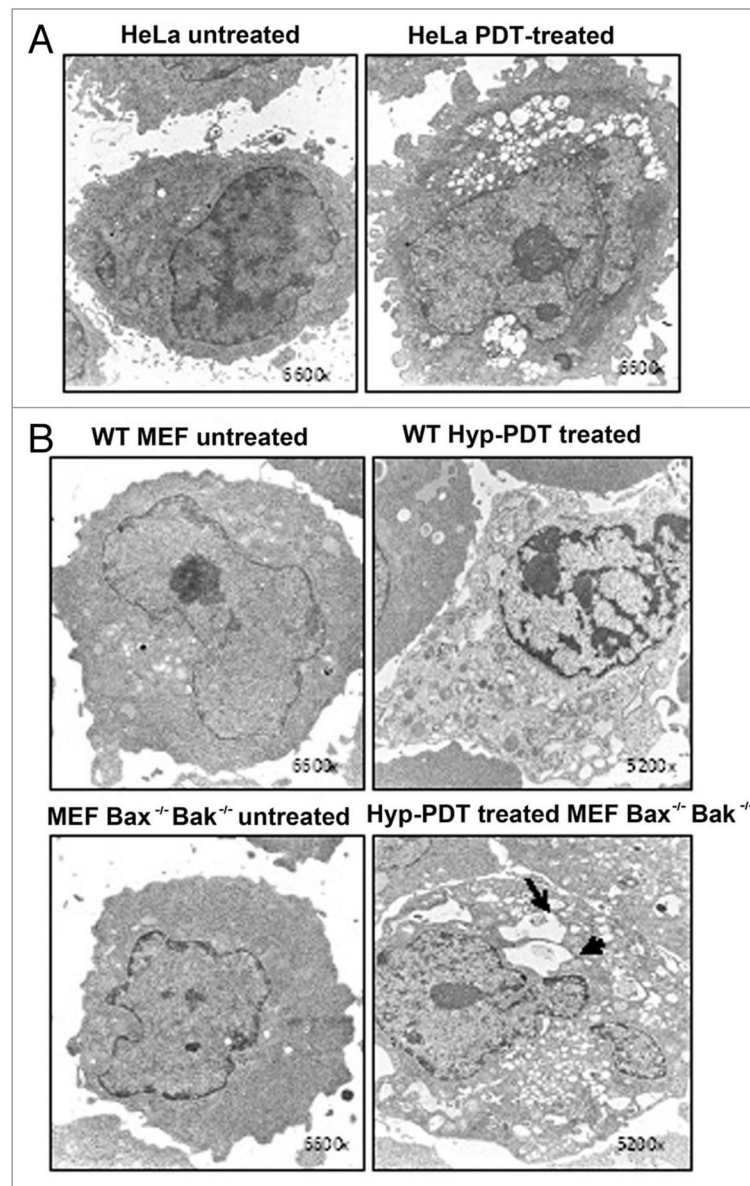 A
HeLa untreated
HeLa PDT-treated
6600x
6600x
B
WT MEF untreated
WT Hyp-PDT treated
6600x
5200x
MEF Bax-/- Bak-/- untreated
Hyp-PDT treated MEF Bax-/- Bak-/-
6600x
5200x